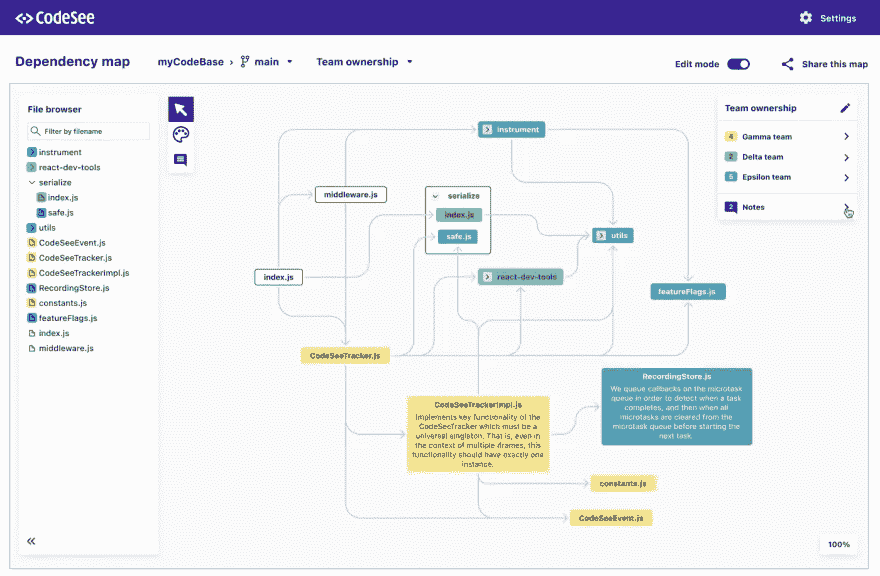 CodeSee
Settings
Dependency map
myCodeBase › main
Team ownership
Edit mode
Share this map
File browser
Filter by filename
instrument
react-dev-tools
serialize
index.js
safe.js
utils
CodeSeeEvent.js
CodeSeeTracker.js
CodeSeeTrackerImpl.js
RecordingStore.js
constants.js
featureFlags.js
index.js
middleware.js
instrument
middleware.js
serialize
index.js
safe.js
utils
index.js
react-dev-tools
featureFlags.js
CodeSeeTracker.js
CodeSeeTrackerImpl.js
Implements key functionality of the
CodeSeeTracker which must be a
universal singleton. That is, even in
the context of multiple iframes, this
functionality should have exactly one
instance.
RecordingStore.js
We queue callbacks on the microtask
queue in order to detect when a task
completes, and then when all
microtasks are cleared from the
microtask queue before starting the
next task.
constants.js
CodeSeeEvent.js
Team ownership
4 Gamma team
2 Delta team
5 Epsilon team
2 Notes
100%